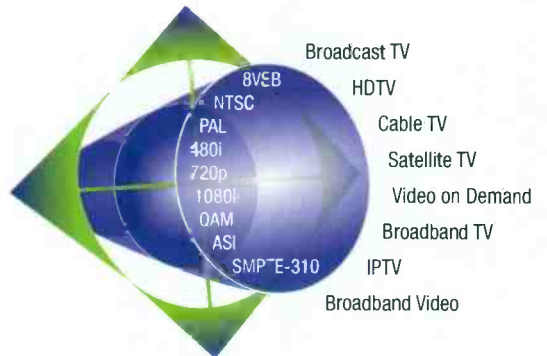 8VSB
NTSC
PAL
480i
720p
1080i
QAM
ASI
SMPTE-310
Broadcast TV
HDTV
Cable TV
Satellite TV
Video on Demand
Broadband TV
IPTV
Broadband Video